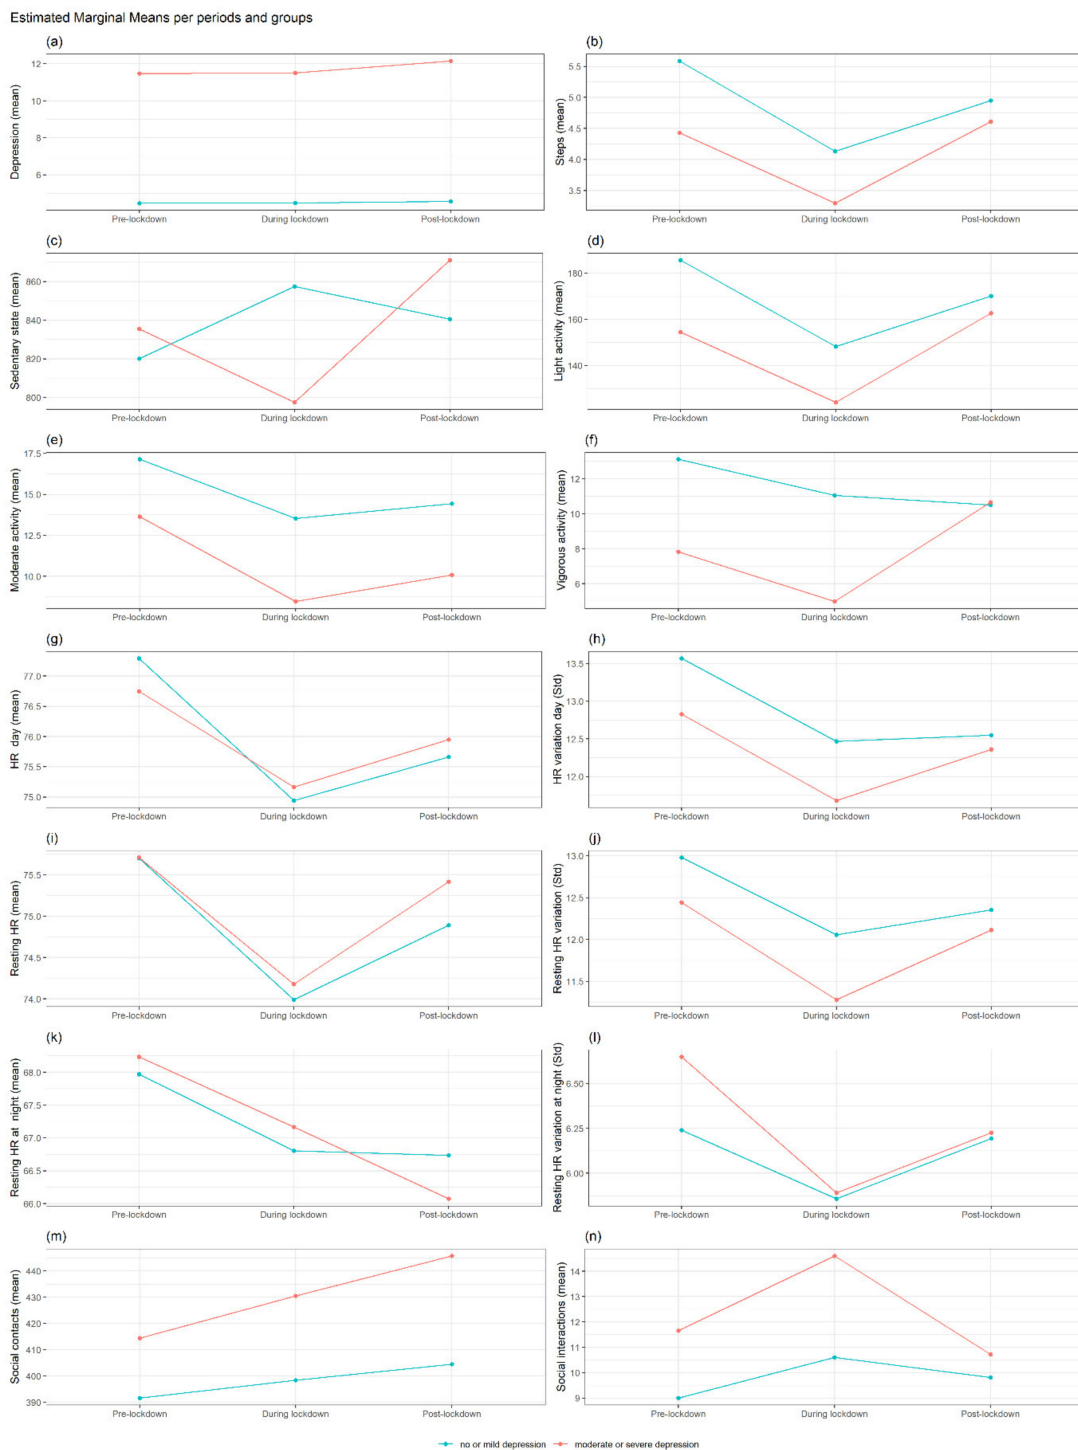 Estimated Marginal Means per periods and groups
(a)
Depression (mean)
12
10
8
6
Pre-lockdown During lockdown Post-lockdown
(b)
Steps (mean)
5.5
5.0
4.5
4.0
3.5
Pre-lockdown During lockdown Post-lockdown
(c)
Sedentary state (mean)
860
840
820
800
Pre-lockdown During lockdown Post-lockdown
(d)
Light activity (mean)
180
160
140
Pre-lockdown During lockdown Post-lockdown
(e)
Moderate activity (mean)
17.5
15.0
12.5
10.0
Pre-lockdown During lockdown Post-lockdown
(f)
Vigorous activity (mean)
12
10
8
6
Pre-lockdown During lockdown Post-lockdown
(g)
HR day (mean)
77.0
76.5
76.0
75.5
75.0
Pre-lockdown During lockdown Post-lockdown
(h)
HR variation day (Std)
13.5
13.0
12.5
12.0
Pre-lockdown During lockdown Post-lockdown
(i)
Resting HR (mean)
75.5
75.0
74.5
74.0
Pre-lockdown During lockdown Post-lockdown
(j)
Resting HR variation (Std)
13.0
12.5
12.0
11.5
Pre-lockdown During lockdown Post-lockdown
(k)
Resting HR at night (mean)
68.0
67.5
67.0
66.5
66.0
Pre-lockdown During lockdown Post-lockdown
(l)
Resting HR variation at night (Std)
6.50
6.25
6.00
Pre-lockdown During lockdown Post-lockdown
(m)
Social contacts (mean)
440
430
420
410
400
390
Pre-lockdown During lockdown Post-lockdown
(n)
Social interactions (mean)
14
13
12
11
10
9
Pre-lockdown During lockdown Post-lockdown
no or mild depression moderate or severe depression